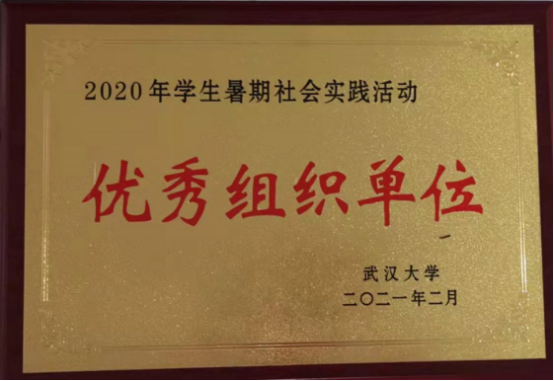 2020年学生暑期社会实践活动
优秀组织单位
武汉大学
二〇二一年二月